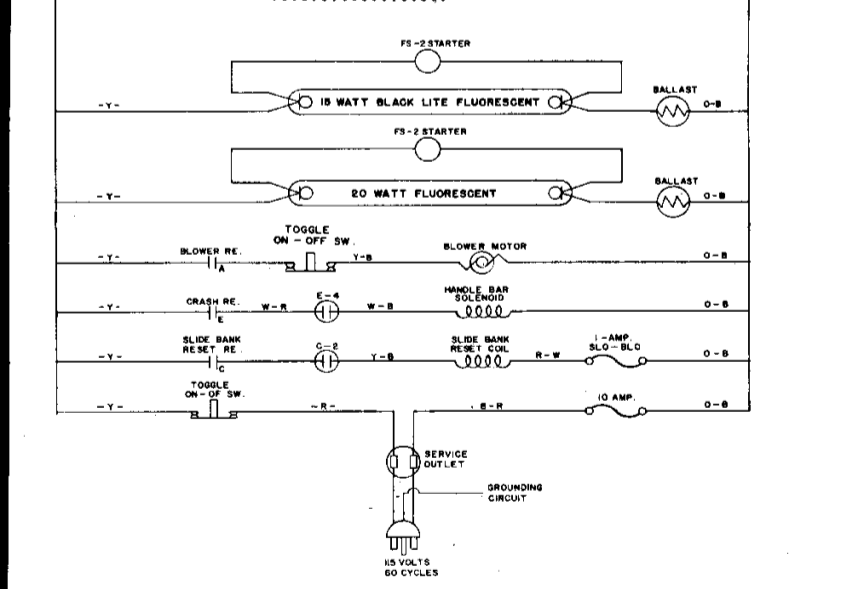 FS-2 STARTER
BALLAST
-Y-
15 WATT BLACK LITE FLUORESCENT
O-B
FS-2 STARTER
BALLAST
-Y-
20 WATT FLUORESCENT
O-B
TOGGLE
ON-OFF SW.
-Y-
BLOWER RE.
A
Y-B
BLOWER MOTOR
O-B
HANDLE BAR
SOLENOID
-Y-
CRASH RE.
E
W-R
E-4
W-B
O-B
SLIDE BANK
RESET RE.
C
-Y-
C-2
Y-B
SLIDE BANK
RESET COIL
R-W
1-AMP.
SLO-BLO
O-B
TOGGLE
ON-OF SW.
-Y-
-R-
B-R
10 AMP.
O-B
SERVICE
OUTLET
GROUNDING
CIRCUIT
115 VOLTS
60 CYCLES